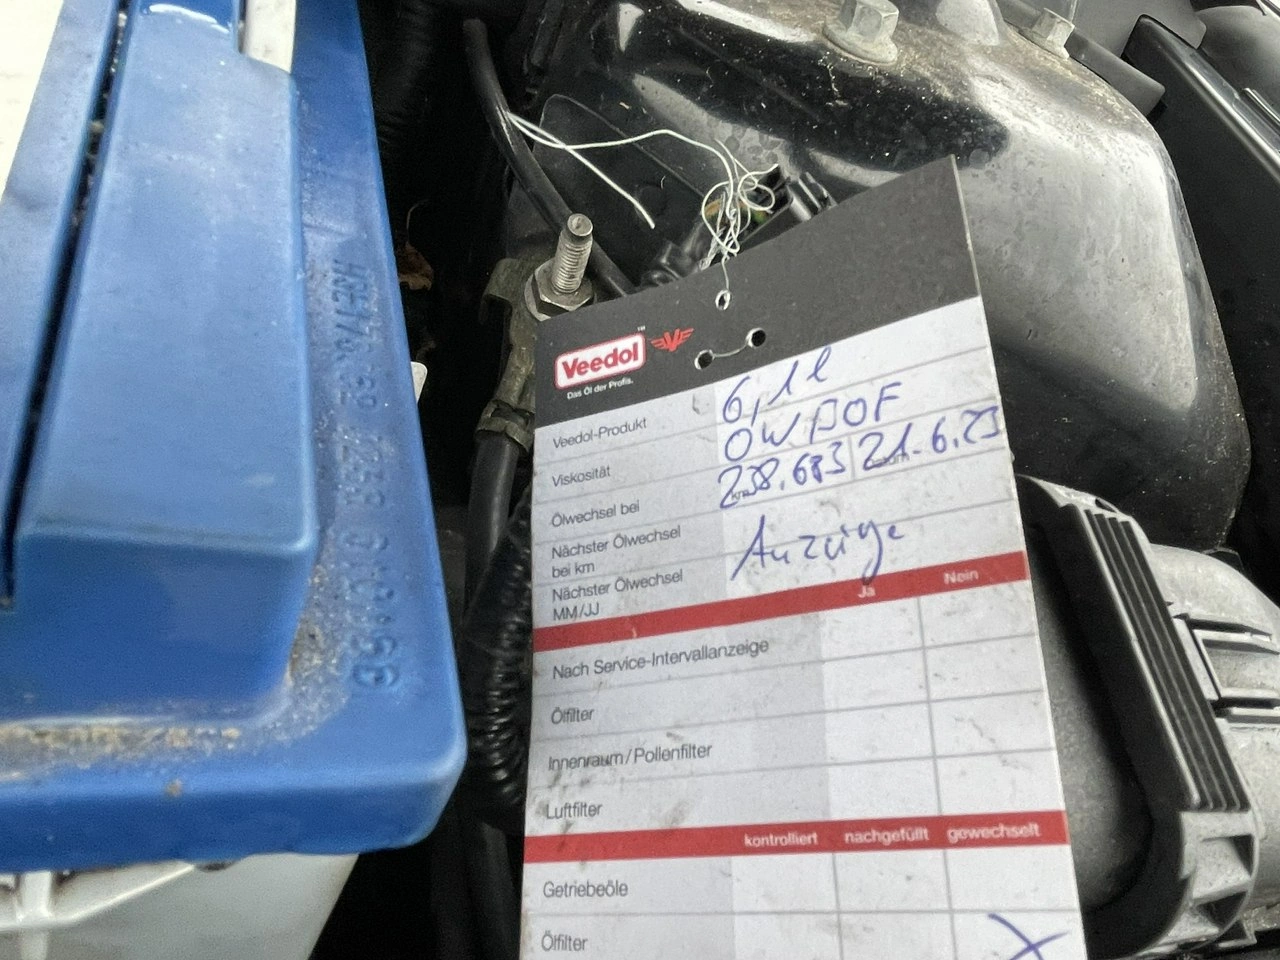 Veedol
Das Öl der Profis.
Veedol-Produkt 6,1 l
Viskosität 0W30F
Ölwechsel bei km 238.683 21.6.23
Nächster Ölwechsel
bei km
Nächster Ölwechsel Anzeige
MM/JJ
Ja Nein
Nach Service-Intervallanzeige
Ölfilter
Innenraum/Pollenfilter
Luftfilter
kontrolliert nachgefüllt gewechselt
Getriebeöle
Ölfilter X